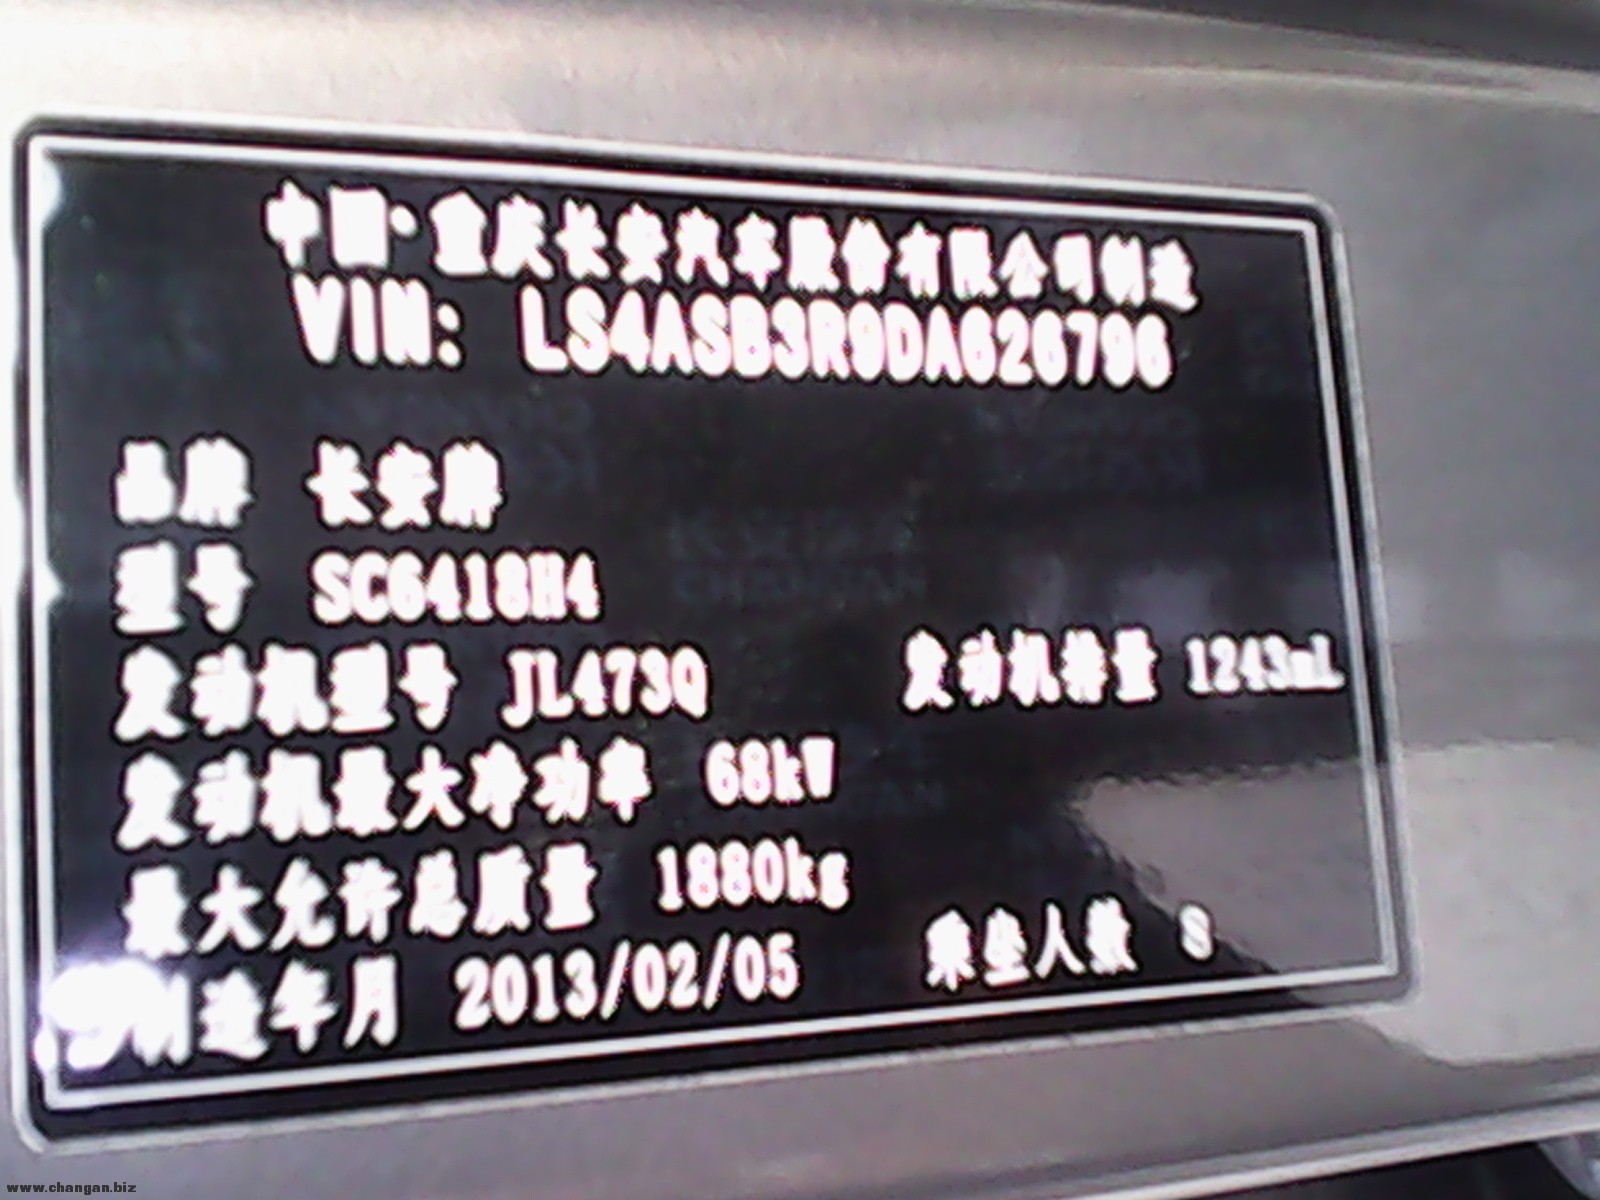 中国·重庆长安汽车股份有限公司制造
VIN: LS4ASB3R9DA626796
品牌 长安牌
型号 SC6418H4
发动机型号 JL473Q 发动机排量 1243mL
发动机最大净功率 68kW
最大允许总质量 1880kg
制造年月 2013/02/05 乘坐人数 8
www.changan.biz